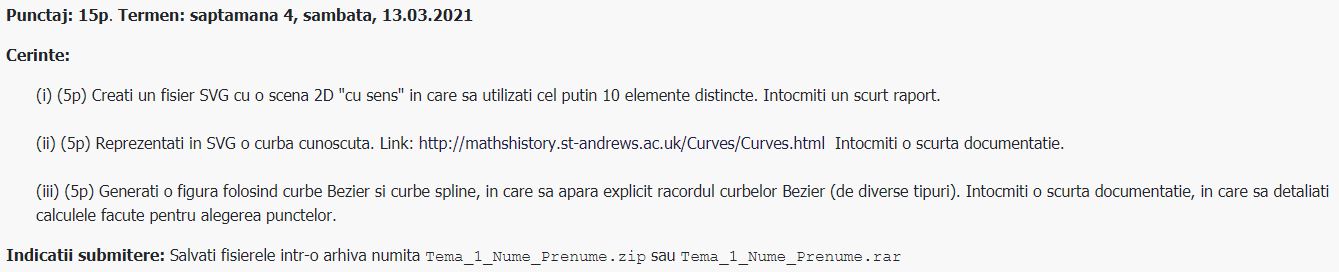 Punctaj: 15p. Termen: saptamana 4, sambata, 13.03.2021
Cerinte:
(i) (5p) Creati un fisier SVG cu o scena 2D "cu sens" in care sa utilizati cel putin 10 elemente distincte. Intocmiti un scurt raport.
(ii) (5p) Reprezentati in SVG o curba cunoscuta. Link: http://mathshistory.st-andrews.ac.uk/Curves/Curves.html Intocmiti o scurta documentatie.
(iii) (5p) Generati o figura folosind curbe Bezier si curbe spline, in care sa apara explicit racordul curbelor Bezier (de diverse tipuri). Intocmiti o scurta documentatie, in care sa detaliati
calculele facute pentru alegerea punctelor.
Indicatii submitere: Salvati fisierele intr-o arhiva numita Tema_1_Nume_Prenume.zip sau Tema_1_Nume_Prenume.rar